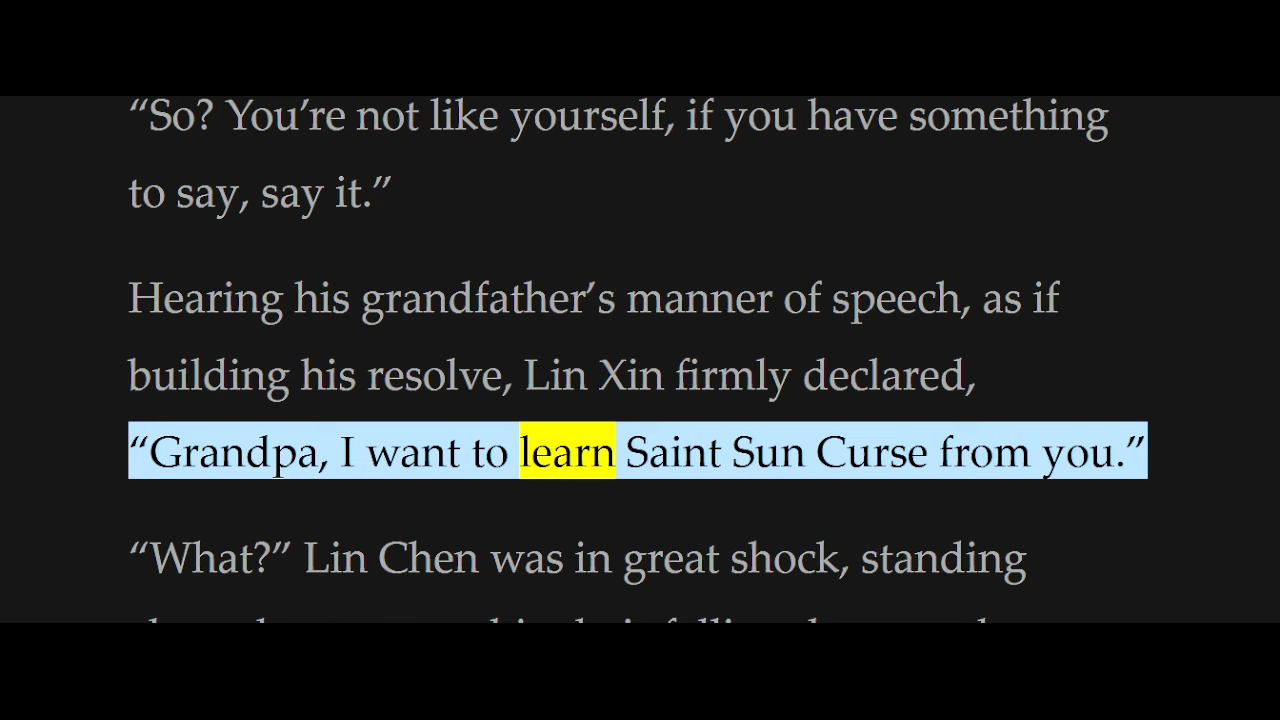 “So? You’re not like yourself, if you have something
to say, say it.”
Hearing his grandfather’s manner of speech, as if
building his resolve, Lin Xin firmly declared,
“Grandpa, I want to learn Saint Sun Curse from you.”
“What?” Lin Chen was in great shock, standing